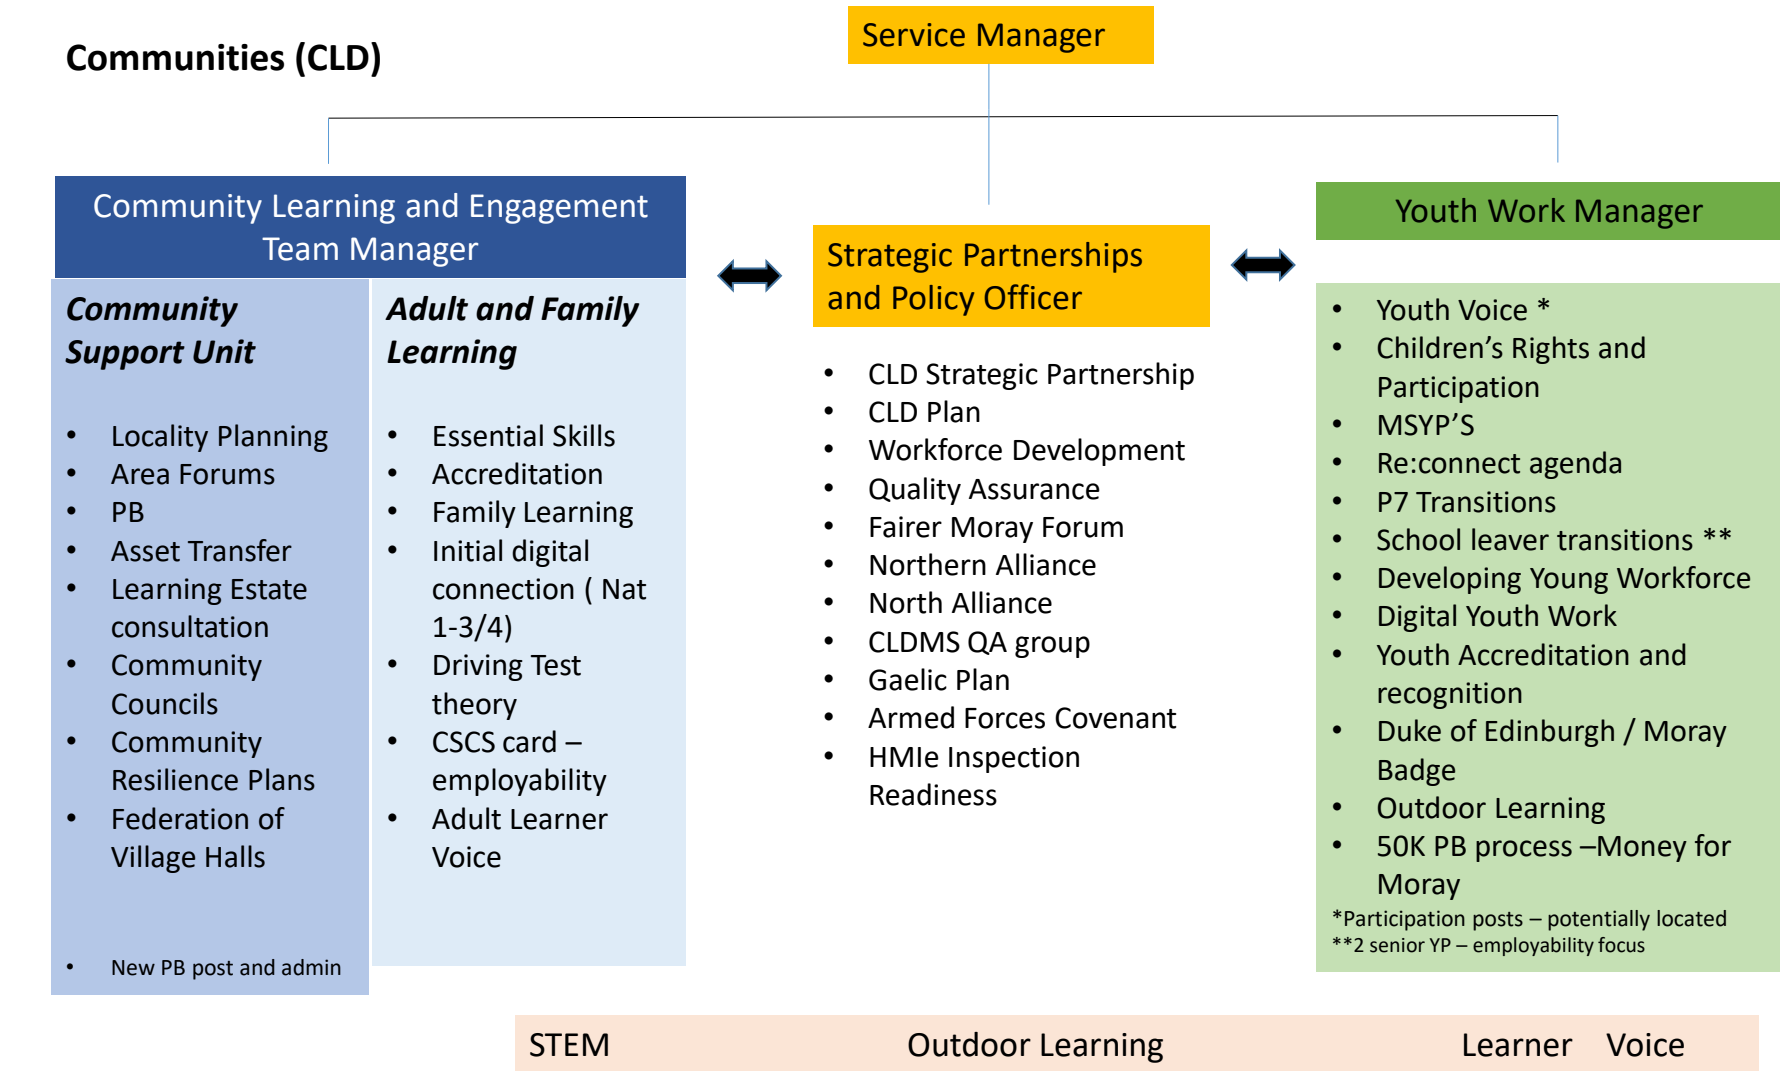 Communities (CLD)
Service Manager
Community Learning and Engagement
Team Manager
Community
Support Unit
• Locality Planning
• Area Forums
• PB
• Asset Transfer
• Learning Estate
consultation
• Community
Councils
• Community
Resilience Plans
• Federation of
Village Halls
• New PB post and admin
Adult and Family
Learning
• Essential Skills
• Accreditation
• Family Learning
• Initial digital
connection ( Nat
1-3/4)
• Driving Test
theory
• CSCS card –
employability
• Adult Learner
Voice
Strategic Partnerships
and Policy Officer
• CLD Strategic Partnership
• CLD Plan
• Workforce Development
• Quality Assurance
• Fairer Moray Forum
• Northern Alliance
• North Alliance
• CLDMS QA group
• Gaelic Plan
• Armed Forces Covenant
• HMIe Inspection
Readiness
Youth Work Manager
• Youth Voice *
• Children’s Rights and
Participation
• MSYP’S
• Re:connect agenda
• P7 Transitions
• School leaver transitions **
• Developing Young Workforce
• Digital Youth Work
• Youth Accreditation and
recognition
• Duke of Edinburgh / Moray
Badge
• Outdoor Learning
• 50K PB process –Money for
Moray
*Participation posts – potentially located
**2 senior YP – employability focus
STEM Outdoor Learning Learner Voice